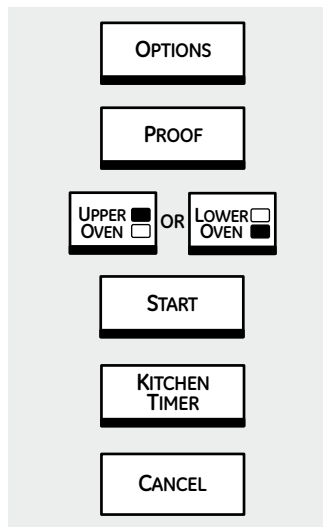 OPTIONS
PROOF
UPPER OVEN OR LOWER OVEN
START
KITCHEN
TIMER
CANCEL